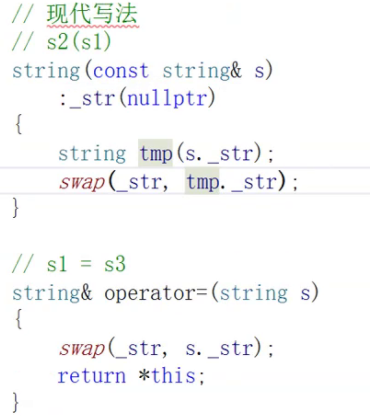 // 现代写法
// s2(s1)
string(const string& s)
    :_str(nullptr)
{
    string tmp(s._str);
    swap(_str, tmp._str);
}

// s1 = s3
string& operator=(string s)
{
    swap(_str, s._str);
    return *this;
}